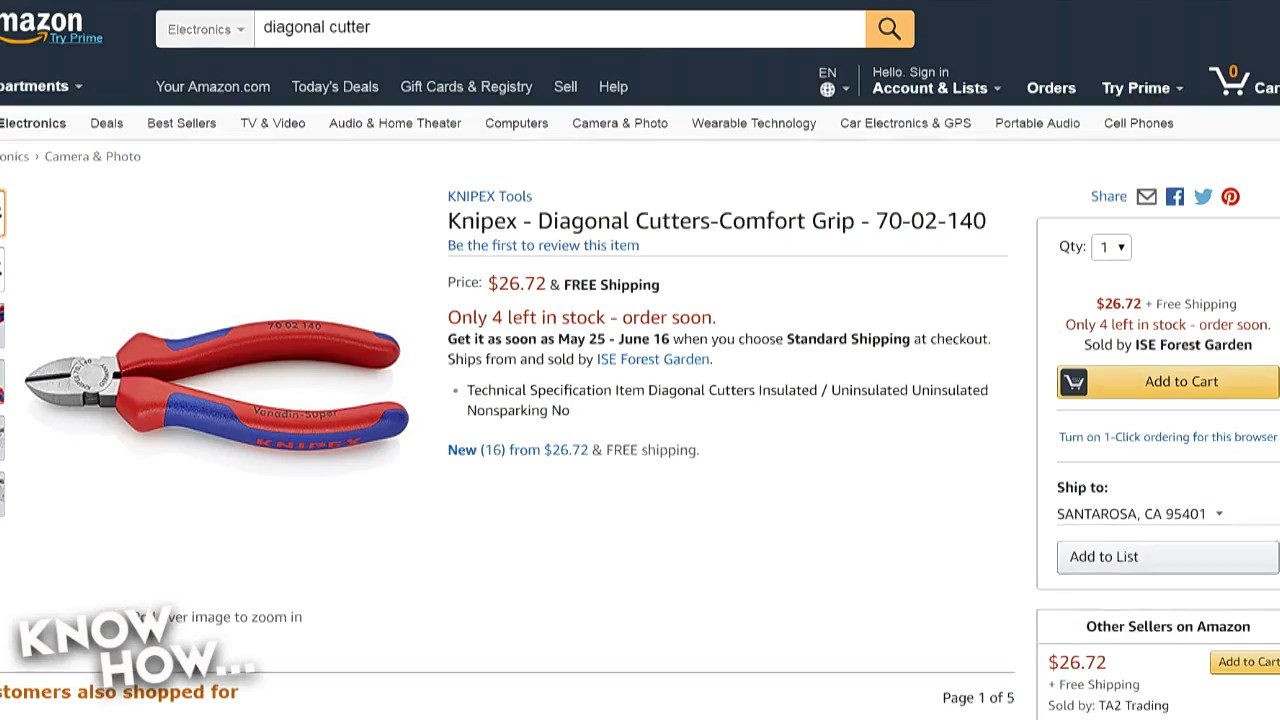 mazon
Try Prime
Electronics
diagonal cutter
EN
Hello. Sign in
0
partments
Your Amazon.com
Today's Deals
Gift Cards & Registry
Sell
Help
Account & Lists
Orders
Try Prime
Car
Electronics
Deals
Best Sellers
TV & Video
Audio & Home Theater
Computers
Camera & Photo
Wearable Technology
Car Electronics & GPS
Portable Audio
Cell Phones
onics › Camera & Photo
KNIPEX Tools
Knipex - Diagonal Cutters-Comfort Grip - 70-02-140
Be the first to review this item
Price: $26.72 & FREE Shipping
Only 4 left in stock - order soon.
Get it as soon as May 25 - June 16 when you choose Standard Shipping at checkout.
Ships from and sold by ISE Forest Garden.
• Technical Specification Item Diagonal Cutters Insulated / Uninsulated Uninsulated
Nonsparking No
New (16) from $26.72 & FREE shipping.
70 02 140
Vanadin-Super
KNIPEX
ver image to zoom in
KNOW
HOW...
stomers also shopped for
Page 1 of 5
Share
Qty: 1
$26.72 + Free Shipping
Only 4 left in stock - order soon.
Sold by ISE Forest Garden
Add to Cart
Turn on 1-Click ordering for this browser
Ship to:
SANTAROSA, CA 95401
Add to List
Other Sellers on Amazon
$26.72
Add to Cart
+ Free Shipping
Sold by: TA2 Trading